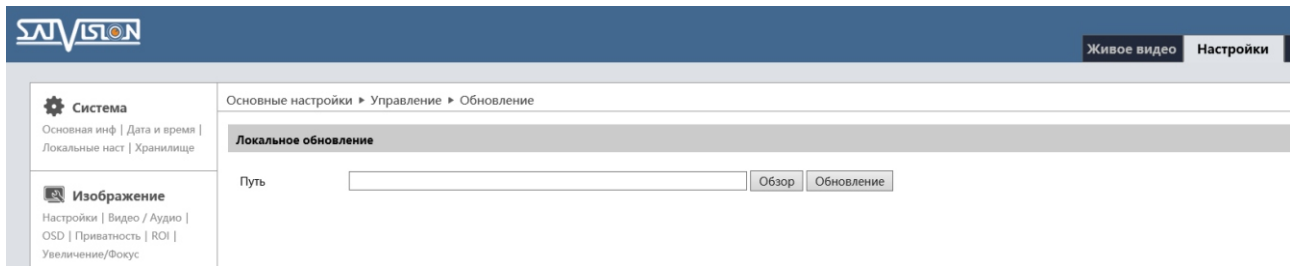 SATVISION
Живое видео
Настройки
Система
Основная инф | Дата и время |
Локальные наст | Хранилище
Изображение
Настройки | Видео / Аудио |
OSD | Приватность | ROI |
Увеличение/Фокус
Основные настройки ▶ Управление ▶ Обновление
Локальное обновление
Путь
Обзор
Обновление